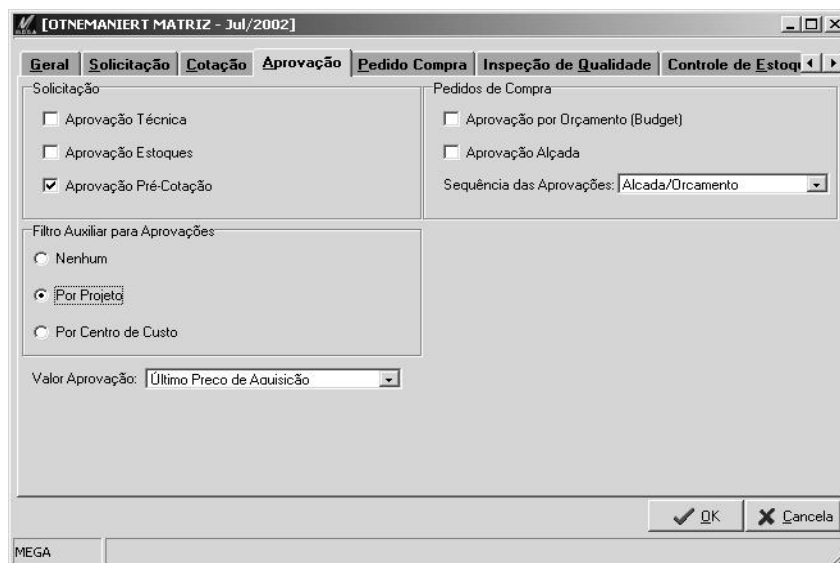 [OTNEMANIERT MATRIZ - Jul/2002]
Geral Solicitação Cotação Aprovação Pedido Compra Inspeção de Qualidade Controle de Estoqu
Solicitação
Aprovação Técnica
Aprovação Estoques
Aprovação Pré-Cotação
Pedidos de Compra
Aprovação por Orçamento (Budget)
Aprovação Alçada
Sequência das Aprovações: Alcada/Orcamento
Filtro Auxiliar para Aprovações
Nenhum
Por Projeto
Por Centro de Custo
Valor Aprovação: Último Preco de Aquisicão
OK Cancela
MEGA